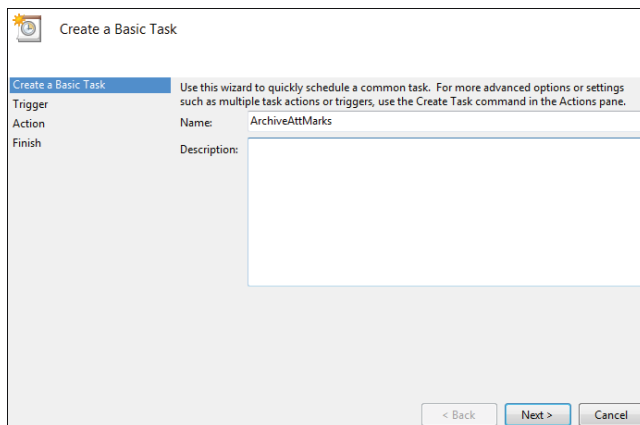 Create a Basic Task
Create a Basic Task
Trigger
Action
Finish
Use this wizard to quickly schedule a common task. For more advanced options or settings
such as multiple task actions or triggers, use the Create Task command in the Actions pane.
Name: ArchiveAttMarks
Description:
< Back Next > Cancel